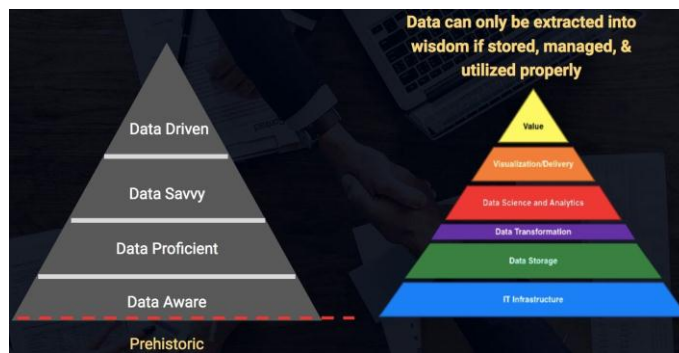 Data Driven
Data Savvy
Data Proficient
Data Aware
Prehistoric
Data can only be extracted into
wisdom if stored, managed, &
utilized properly
Value
Visualization/Delivery
Data Science and Analytics
Data Transformation
Data Storage
IT Infrastructure